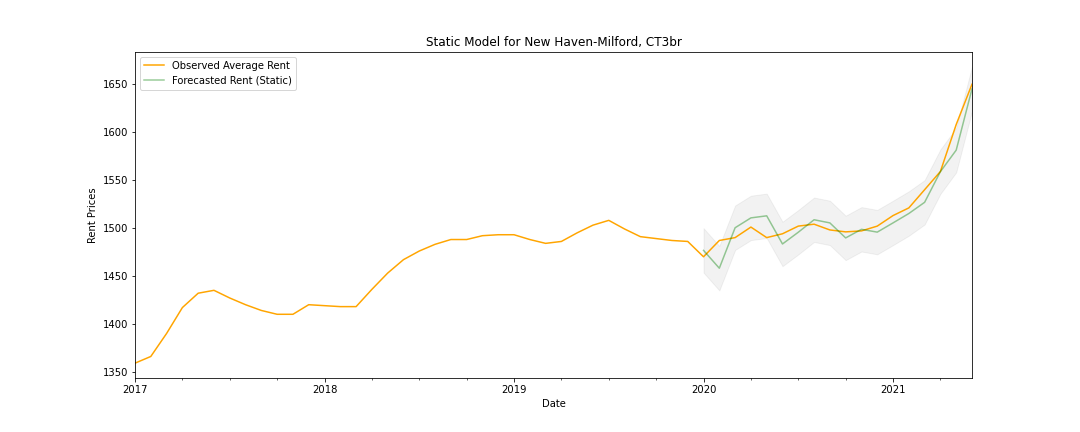 Static Model for New Haven-Milford, CT3br
Observed Average Rent
Forecasted Rent (Static)
Rent Prices
1650
1600
1550
1500
1450
1400
1350
2017
2018
2019
2020
2021
Date